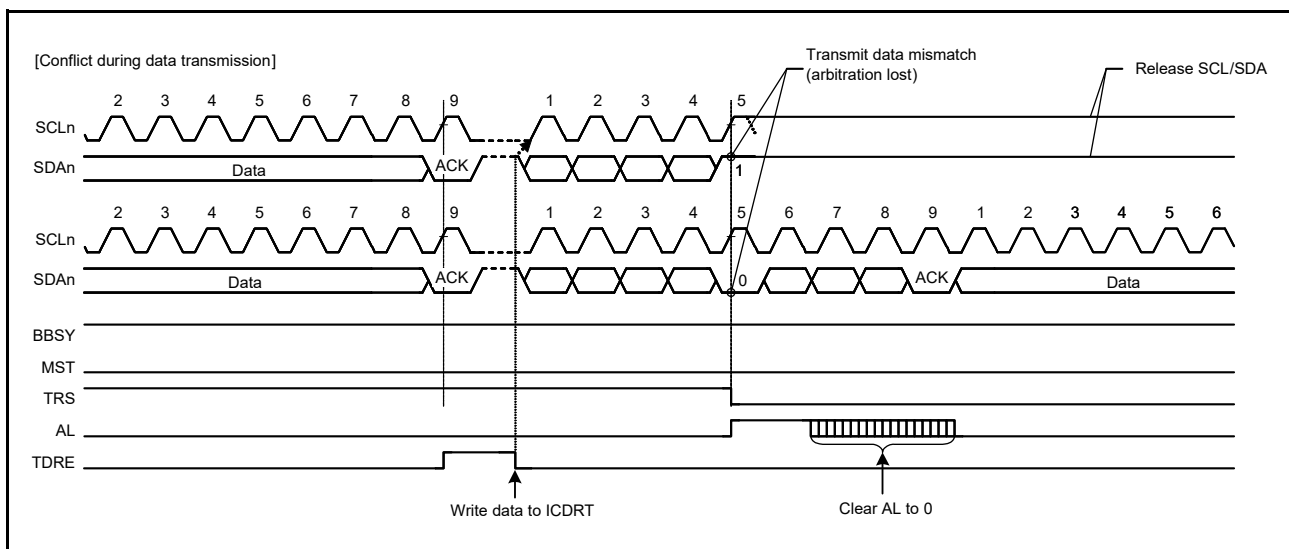 [Conflict during data transmission]
Transmit data mismatch
(arbitration lost)
Release SCL/SDA
2 3 4 5 6 7 8 9 1 2 3 4 5
SCLn
SDAn Data ACK 1
2 3 4 5 6 7 8 9 1 2 3 4 5 6 7 8 9 1 2 3 4 5 6
SCLn
SDAn Data ACK 0 ACK Data
BBSY
MST
TRS
AL
TDRE
Write data to ICDRT Clear AL to 0